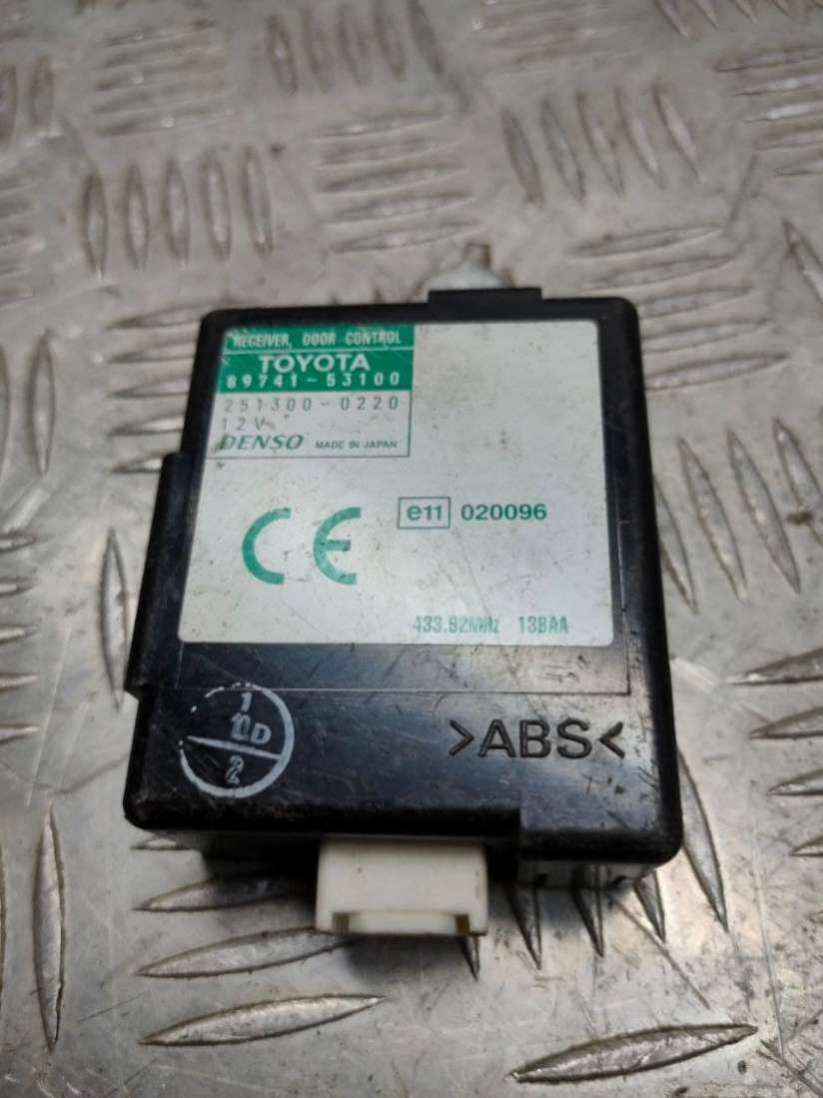 RECEIVER, DOOR CONTROL
TOYOTA
89741-53100
251300-0220
12V
DENSO MADE IN JAPAN
e11 020096
CE
433.92MHz 13BAA
1
10D
2
>ABS<